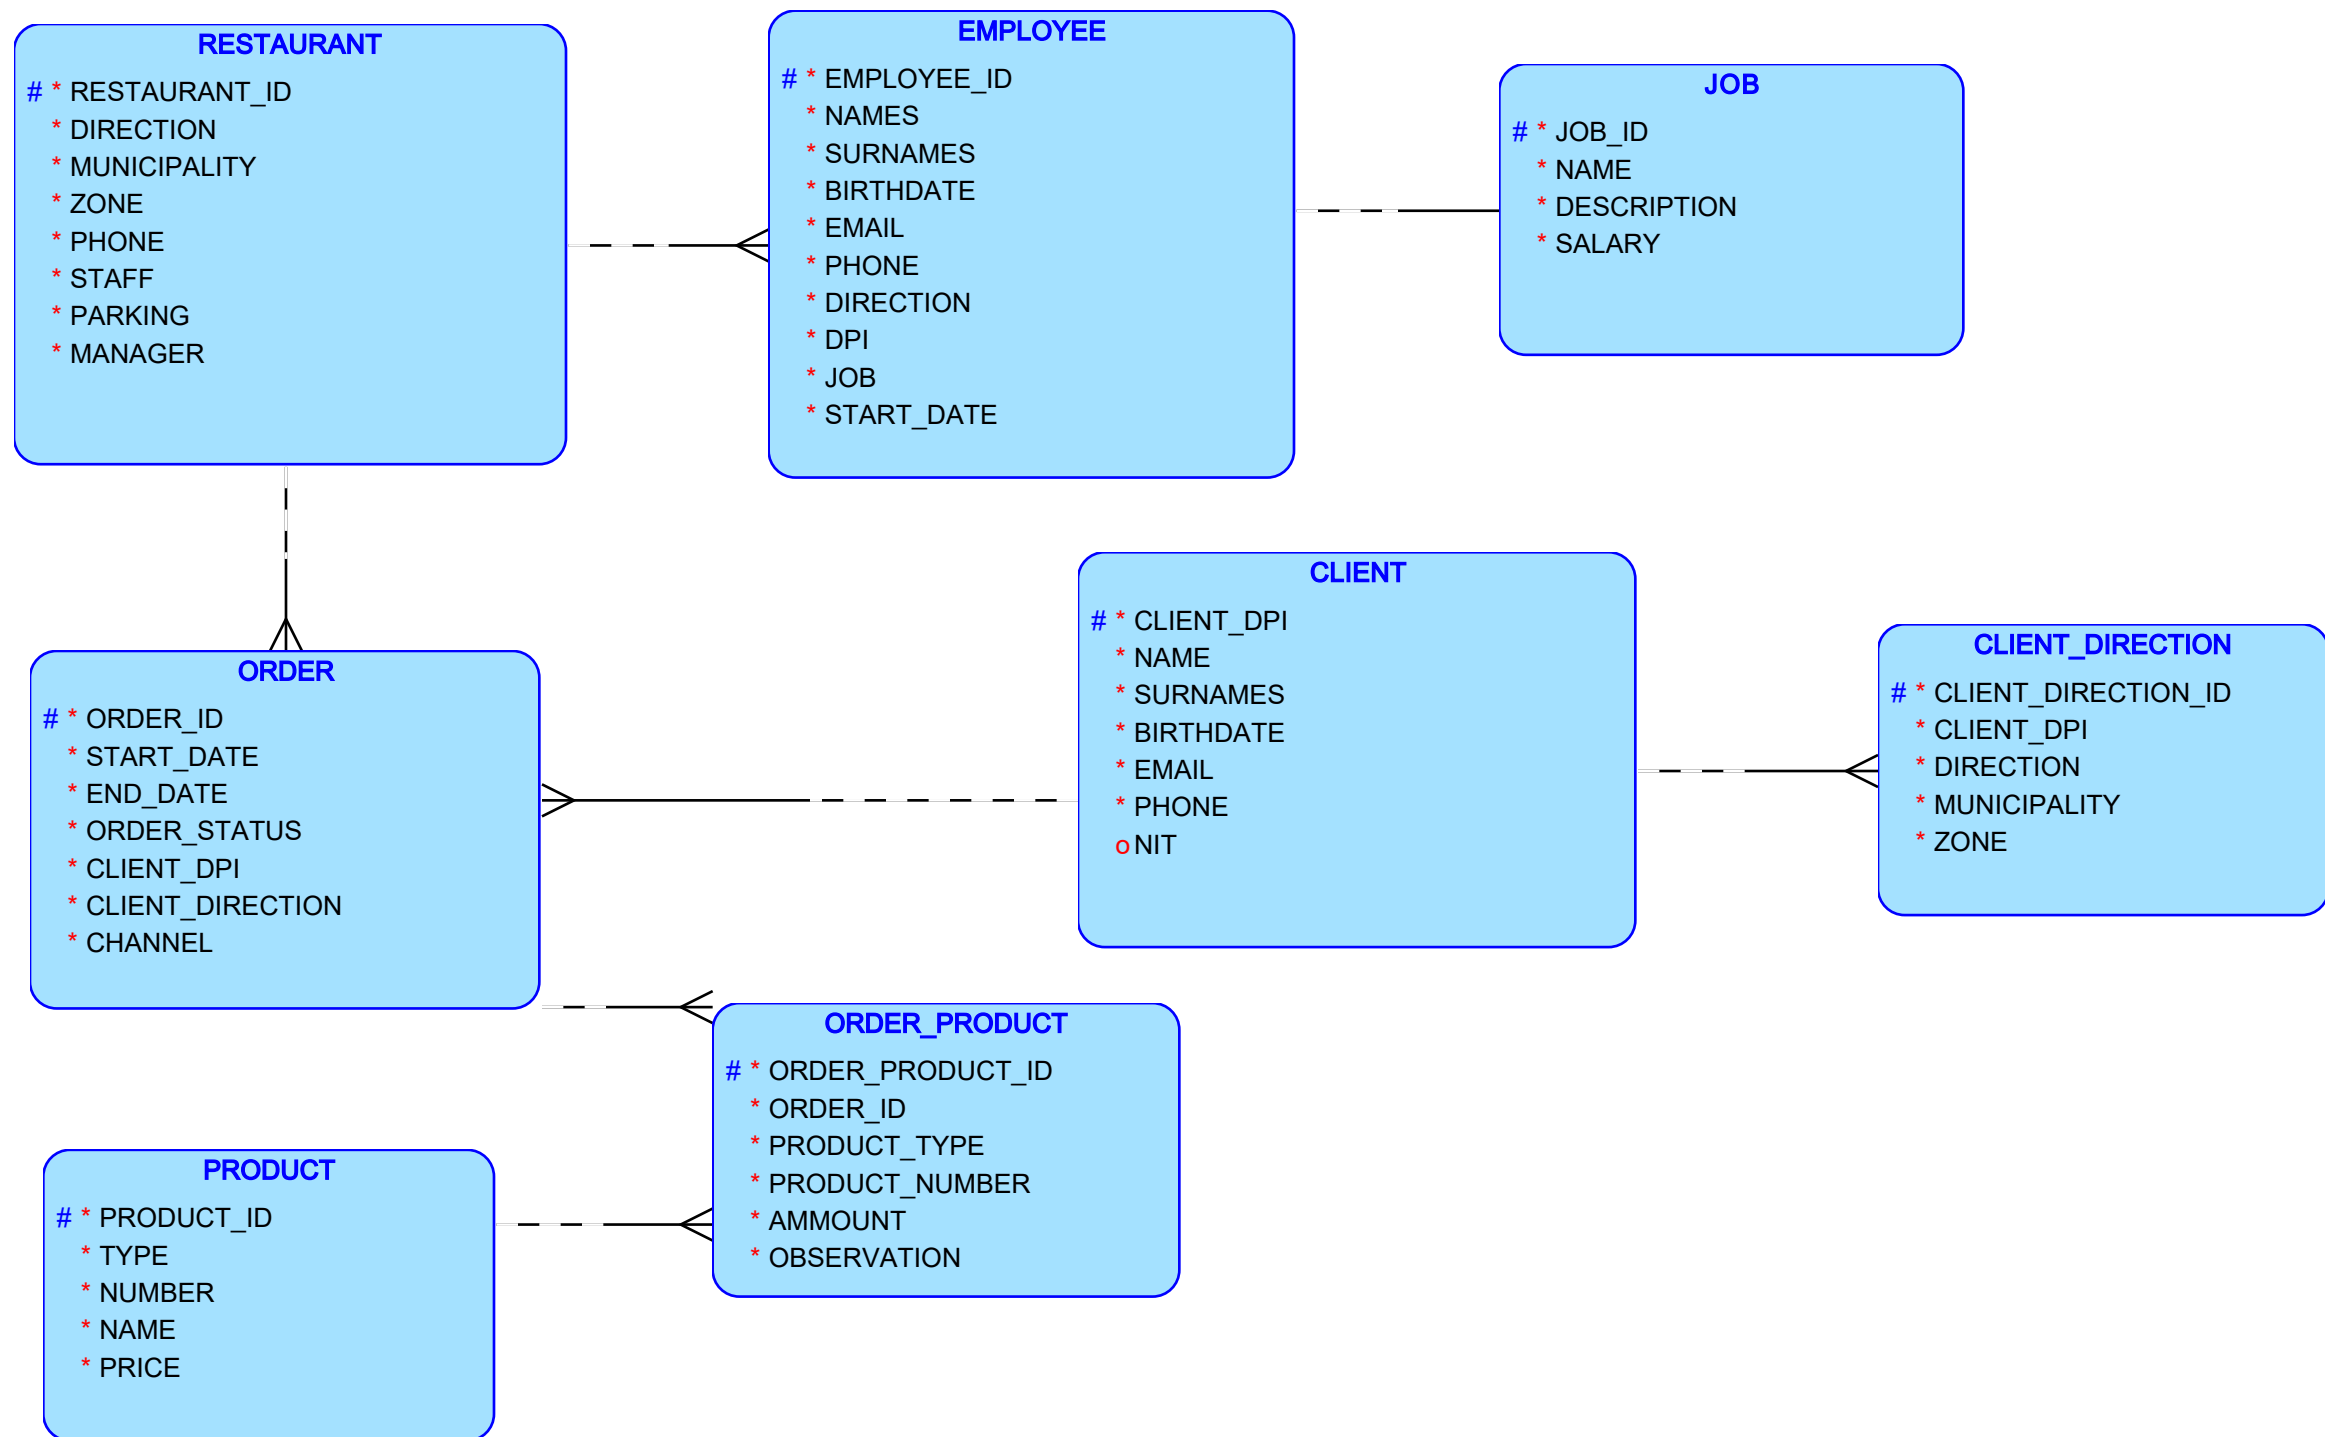 RESTAURANT
# * RESTAURANT_ID
* DIRECTION
* MUNICIPALITY
* ZONE
* PHONE
* STAFF
* PARKING
* MANAGER
EMPLOYEE
# * EMPLOYEE_ID
* NAMES
* SURNAMES
* BIRTHDATE
* EMAIL
* PHONE
* DIRECTION
* DPI
* JOB
* START_DATE
JOB
# * JOB_ID
* NAME
* DESCRIPTION
* SALARY
ORDER
# * ORDER_ID
* START_DATE
* END_DATE
* ORDER_STATUS
* CLIENT_DPI
* CLIENT_DIRECTION
* CHANNEL
CLIENT
# * CLIENT_DPI
* NAME
* SURNAMES
* BIRTHDATE
* EMAIL
* PHONE
o NIT
CLIENT_DIRECTION
# * CLIENT_DIRECTION_ID
* CLIENT_DPI
* DIRECTION
* MUNICIPALITY
* ZONE
ORDER_PRODUCT
# * ORDER_PRODUCT_ID
* ORDER_ID
* PRODUCT_TYPE
* PRODUCT_NUMBER
* AMMOUNT
* OBSERVATION
PRODUCT
# * PRODUCT_ID
* TYPE
* NUMBER
* NAME
* PRICE